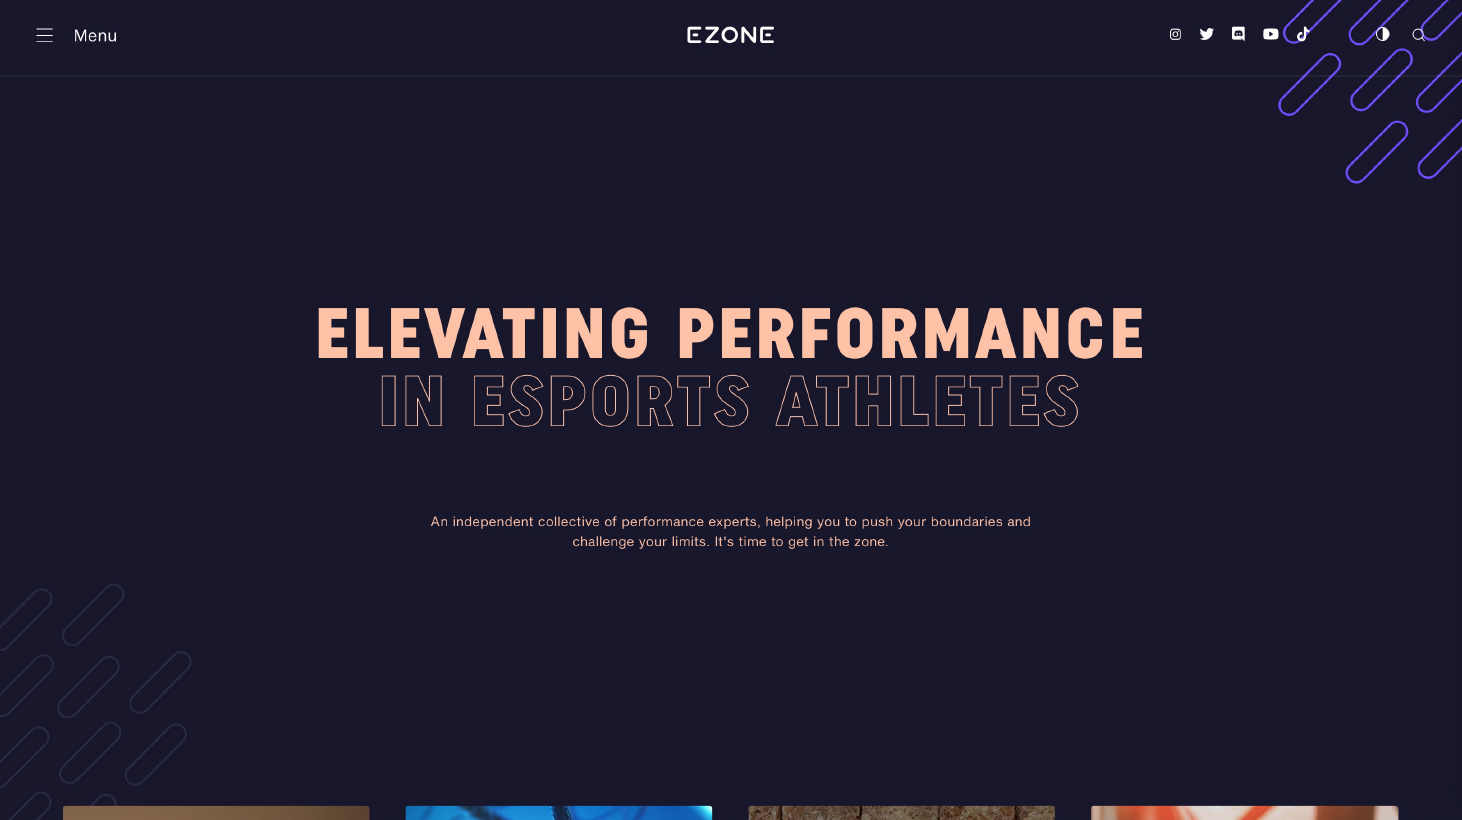 Menu
EZONE
ELEVATING PERFORMANCE
IN ESPORTS ATHLETES
An independent collective of performance experts, helping you to push your boundaries and
challenge your limits. It's time to get in the zone.